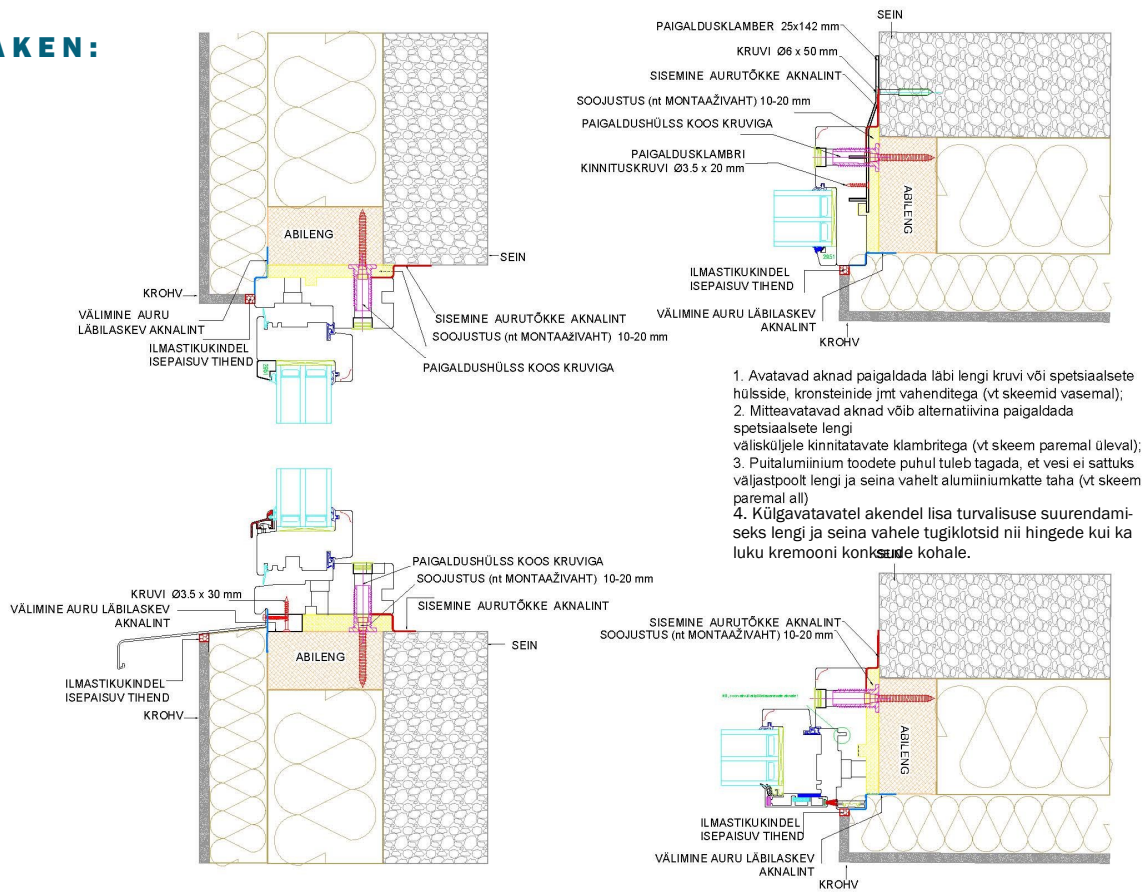 AKEN:
ABILENG
SEIN
KROHV
VÄLIMINE AURU
LÄBILASKEV AKNALINT
ILMASTIKUKINDEL
ISEPAISUV TIHEND
SISEMINE AURUTÕKKE AKNALINT
SOOJUSTUS (nt MONTAAžIVAHT) 10-20 mm
PAIGALDUSHÜLSS KOOS KRUVIGA
PAIGALDUSHÜLSS KOOS KRUVIGA
SOOJUSTUS (nt MONTAAŽIVAHT) 10-20 mm
SISEMINE AURUTÕKKE AKNALINT
KRUVI Ø3.5 x 30 mm
VÄLIMINE AURU LÄBILASKEV
AKNALINT
SEIN
ABILENG
ILMASTIKUKINDEL
ISEPAISUV TIHEND
KROHV
SEIN
PAIGALDUSKLAMBER 25x142 mm
KRUVI Ø6 x 50 mm
SISEMINE AURUTÕKKE AKNALINT
SOOJUSTUS (nt MONTAAŽIVAHT) 10-20 mm
PAIGALDUSHÜLSS KOOS KRUVIGA
PAIGALDUSKLAMBRI
KINNITUSKRUVI Ø3.5 x 20 mm
ABILENG
2651
ILMASTIKUKINDEL
ISEPAISUV TIHEND
VÄLIMINE AURU LÄBILASKEV
AKNALINT
KROHV
1. Avatavad aknad paigaldada läbi lengi kruvi või spetsiaalsete
hülsside, kronsteinide jmt vahenditega (vt skeemid vasemal);
2. Mitteavatavad aknad võib alternatiivina paigaldada
spetsiaalsete lengi
välisküljele kinnitatavate klambritega (vt skeem paremal üleval);
3. Puitalumiinium toodete puhul tuleb tagada, et vesi ei sattuks
väljastpoolt lengi ja seina vahelt alumiiniumkatte taha (vt skeem
paremal all)
4. Külgavatavatel akendel lisa turvalisuse suurendami-
seks lengi ja seina vahele tugiklotsid nii hingede kui ka
luku kremooni konksude kohale.
SEIN
SISEMINE AURUTÕKKE AKNALINT
SOOJUSTUS (nt MONTAAŽIVAHT) 10-20 mm
ABILENG
ILMASTIKUKINDEL
ISEPAISUV TIHEND
VÄLIMINE AURU LÄBILASKEV
AKNALINT
KROHV